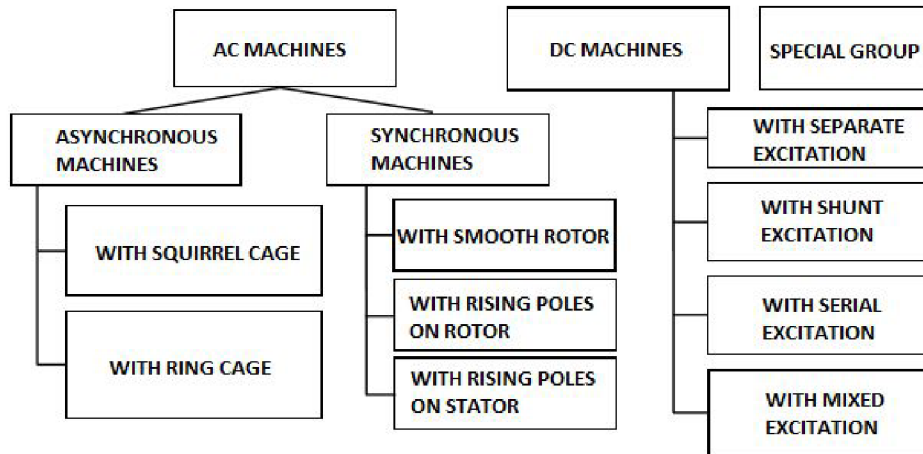 AC MACHINES
DC MACHINES
SPECIAL GROUP
ASYNCHRONOUS
MACHINES
SYNCHRONOUS
MACHINES
WITH SQUIRREL CAGE
WITH RING CAGE
WITH SMOOTH ROTOR
WITH RISING POLES
ON ROTOR
WITH RISING POLES
ON STATOR
WITH SEPARATE
EXCITATION
WITH SHUNT
EXCITATION
WITH SERIAL
EXCITATION
WITH MIXED
EXCITATION